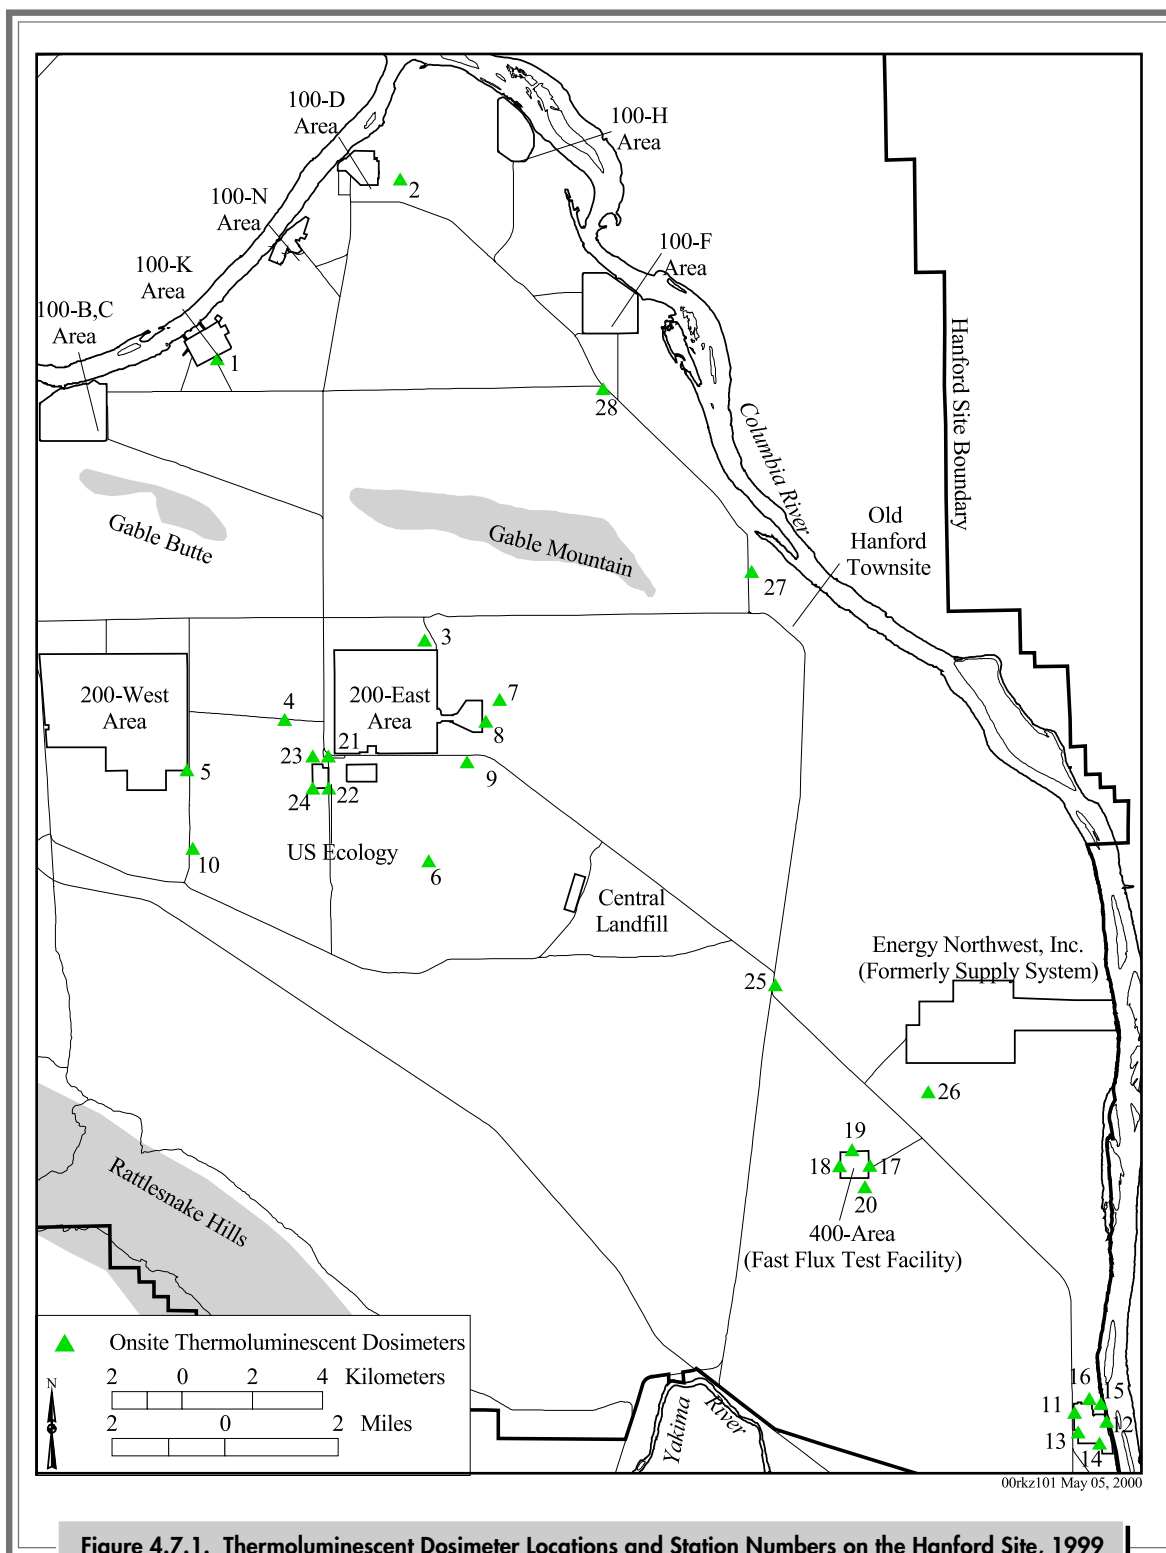 100-D
Area
100-H
Area
2
100-N
Area
100-F
Area
100-K
Area
100-B,C
Area
1
28
Hanford Site Boundary
Columbia River
Gable Butte
Gable Mountain
Old
Hanford
Townsite
27
3
200-West
Area
200-East
Area
4
7
8
23
21
9
5
24
22
10
US Ecology
6
Central
Landfill
Energy Northwest, Inc.
(Formerly Supply System)
25
26
19
18
17
20
400-Area
(Fast Flux Test Facility)
Rattlesnake Hills
Onsite Thermoluminescent Dosimeters
2 0 2 4 Kilometers
2 0 2 Miles
N
Yakima River
16
15
11
12
13
14
00rkz101 May 05, 2000
Figure 4.7.1. Thermoluminescent Dosimeter Locations and Station Numbers on the Hanford Site, 1999